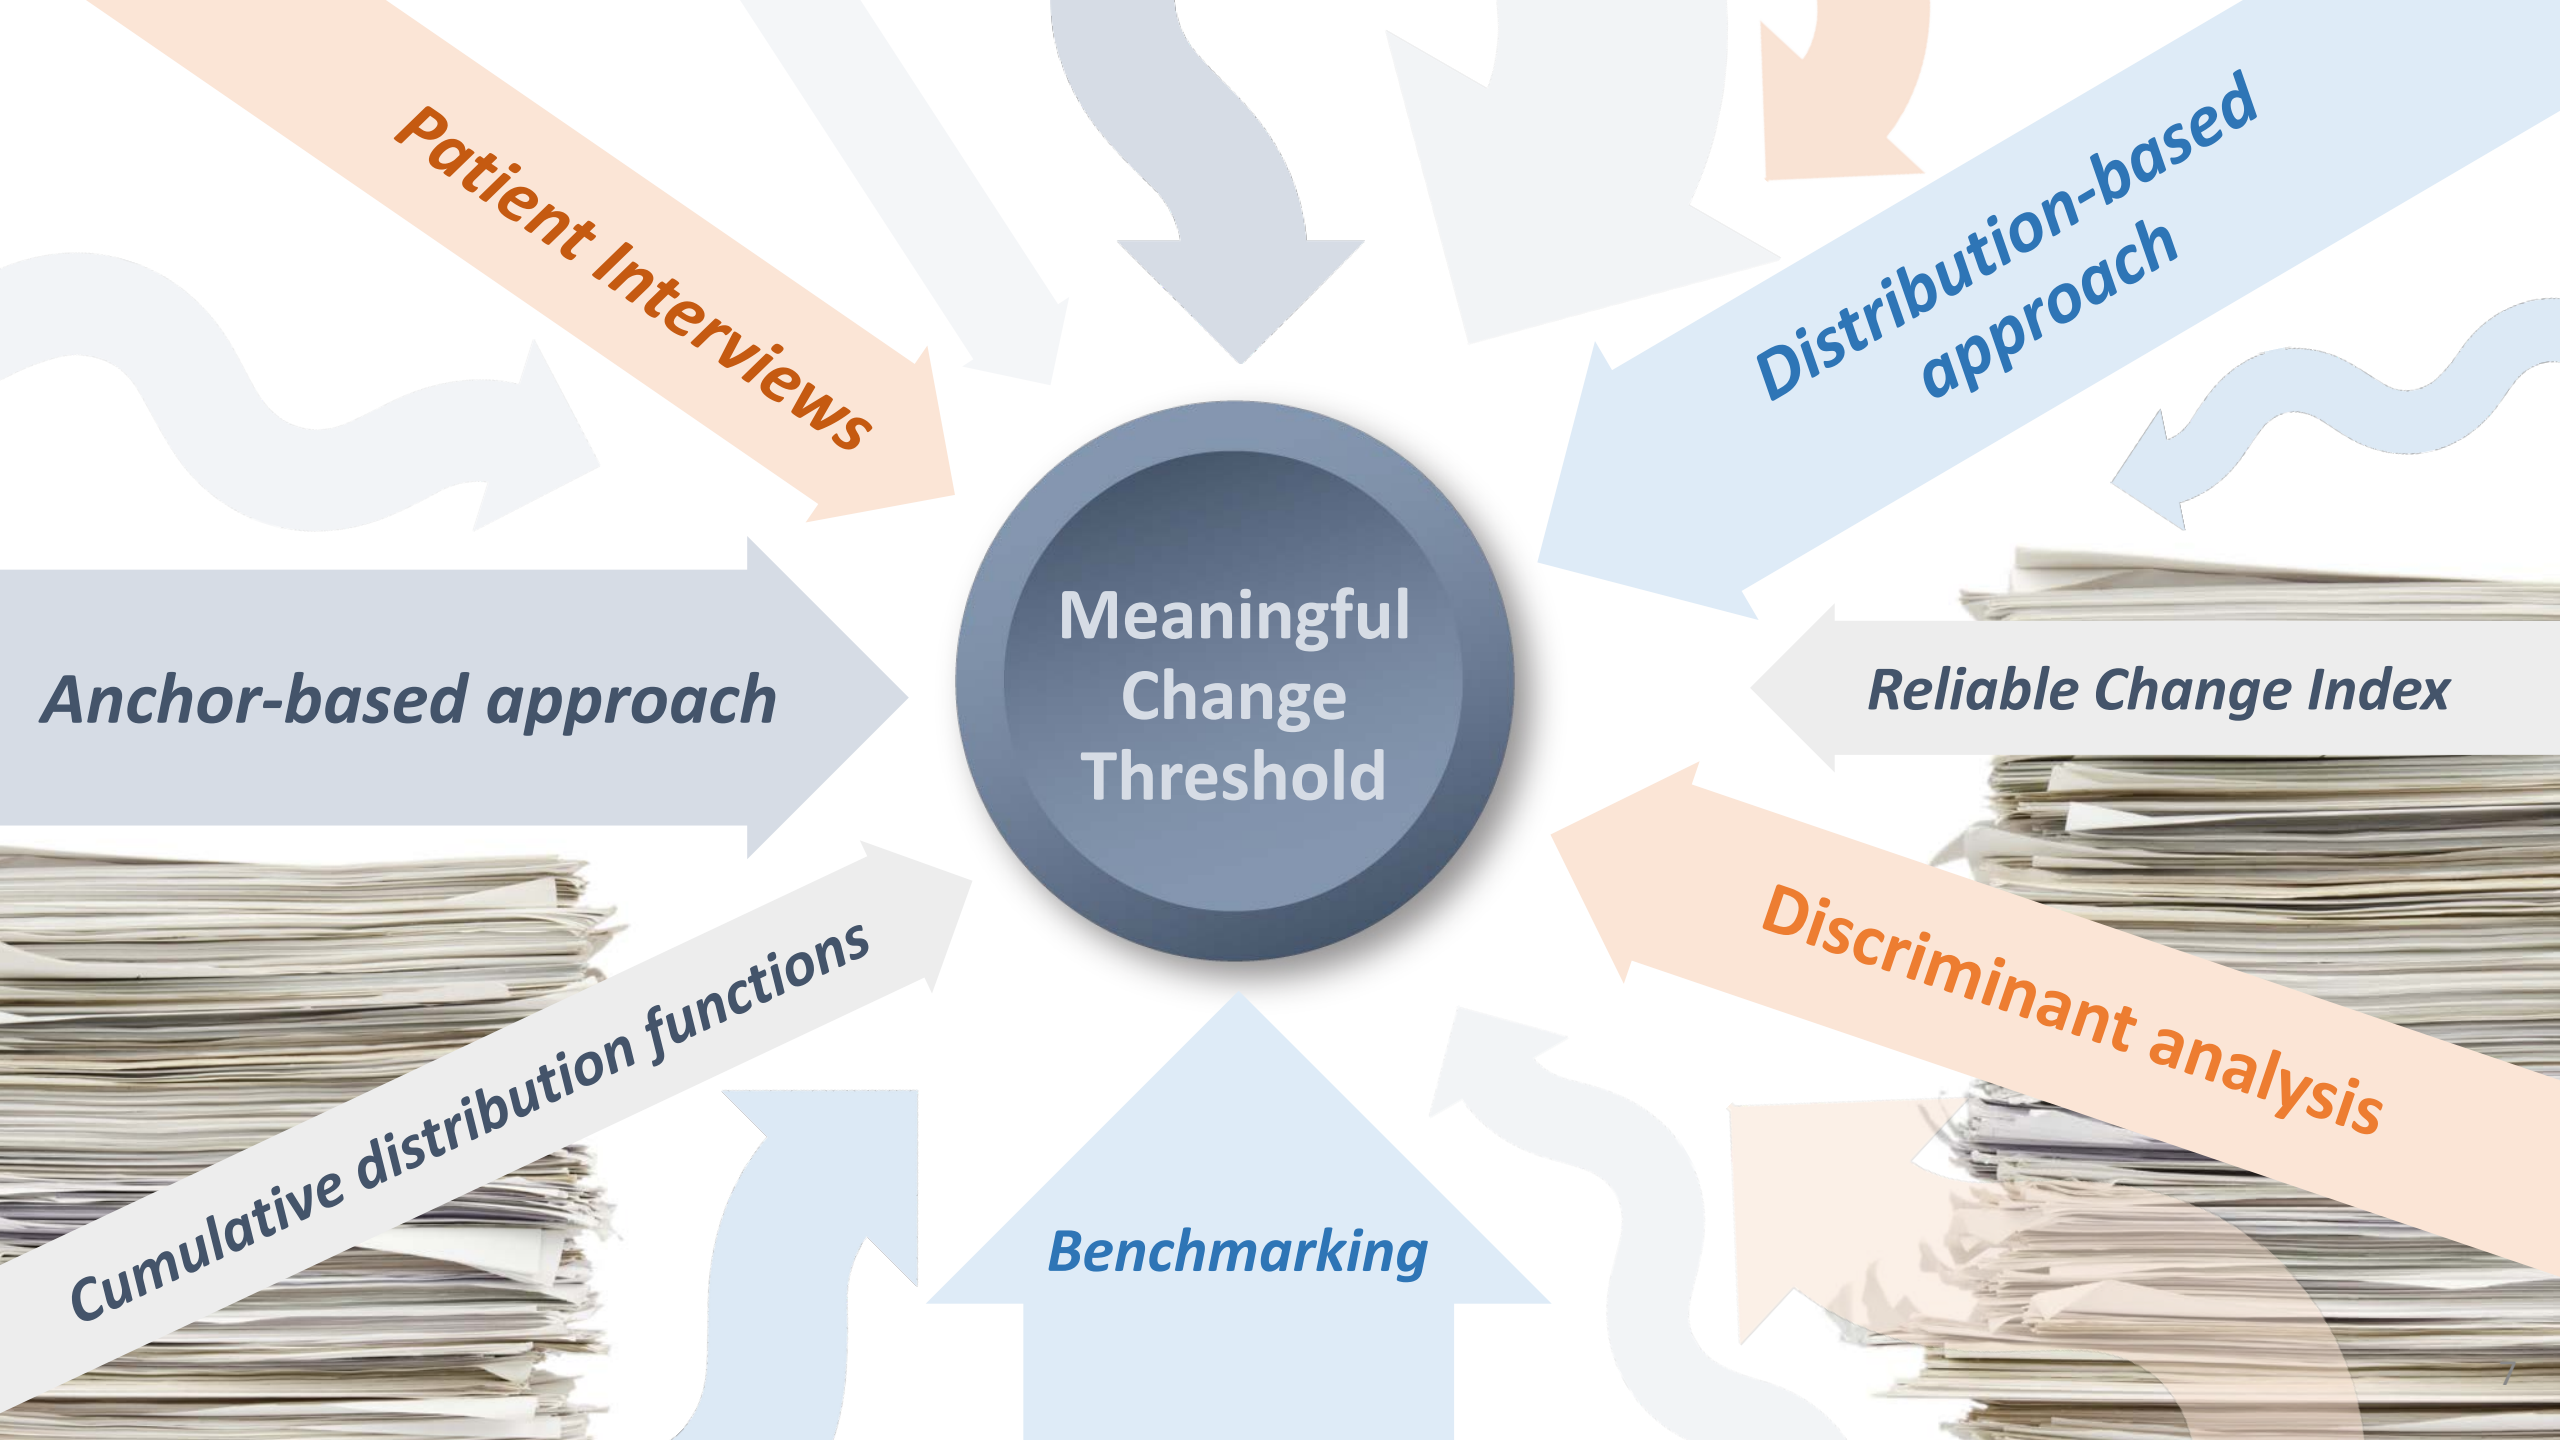 Patient Interviews
Distribution-based
approach
Anchor-based approach
Meaningful
Change
Threshold
Reliable Change Index
Cumulative distribution functions
Discriminant analysis
Benchmarking
7